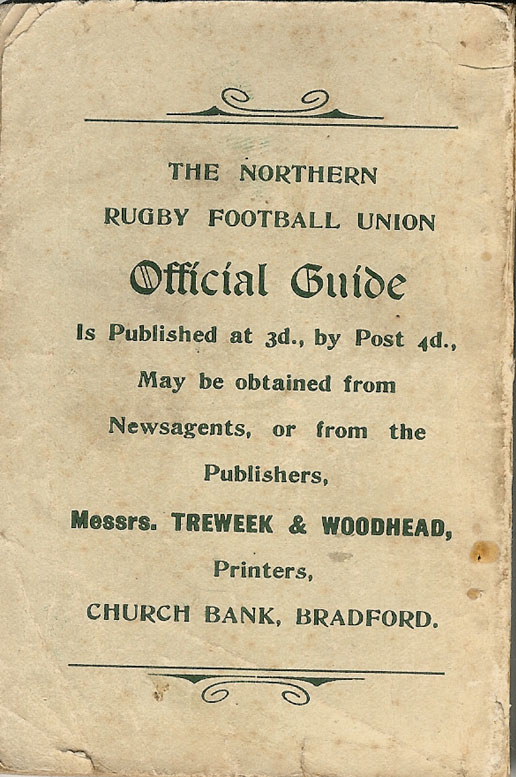 THE NORTHERN
RUGBY FOOTBALL UNION
Official Guide
Is Published at 3d., by Post 4d.,
May be obtained from
Newsagents, or from the
Publishers,
Messrs. TREWEEK & WOODHEAD,
Printers,
CHURCH BANK, BRADFORD.